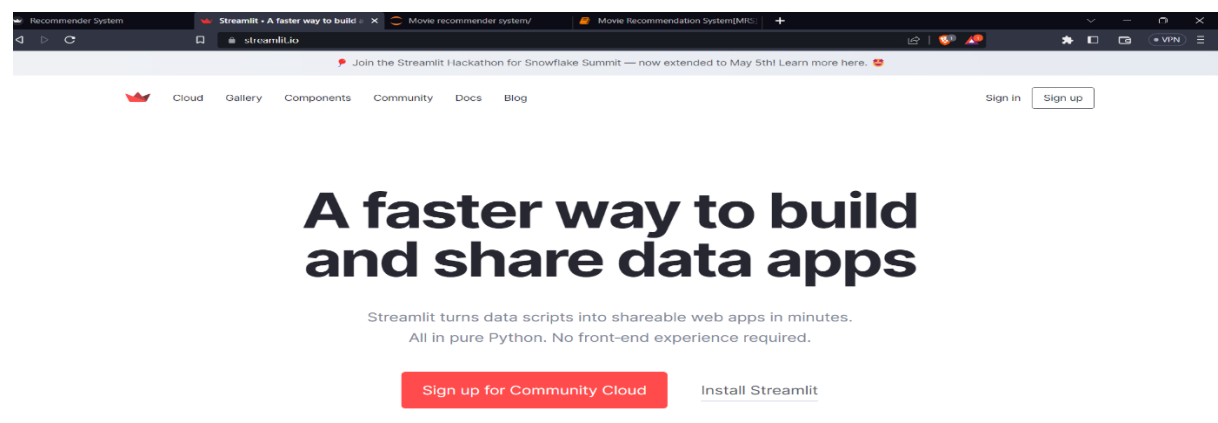 Recommender System
Streamlit • A faster way to build a
Movie recommender system/
Movie Recommendation System[MRS]
streamlit.io
VPN
Join the Streamlit Hackathon for Snowflake Summit — now extended to May 5th! Learn more here.
Cloud Gallery Components Community Docs Blog Sign in Sign up
A faster way to build
and share data apps
Streamlit turns data scripts into shareable web apps in minutes.
All in pure Python. No front-end experience required.
Sign up for Community Cloud Install Streamlit